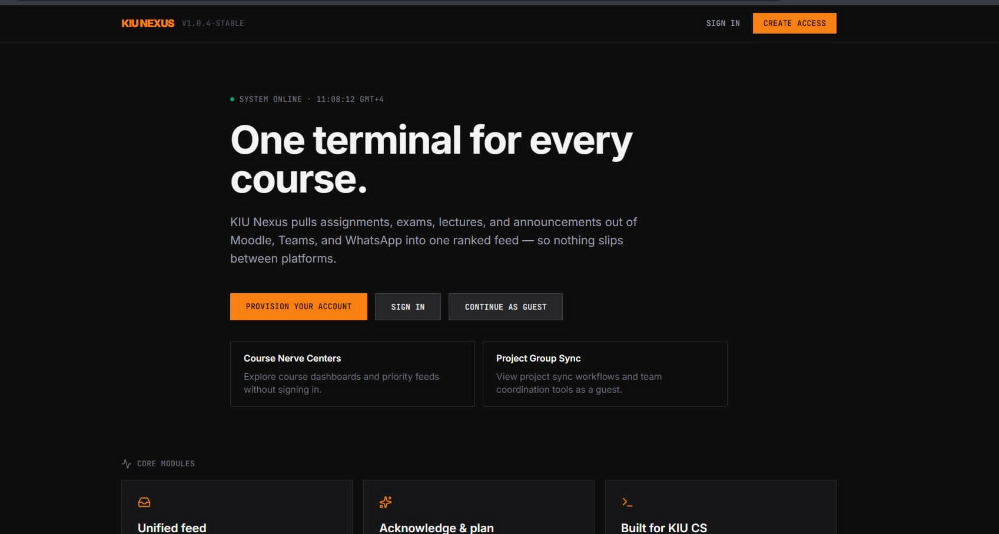 KIU NEXUS V1.0.4-STABLE
SIGN IN
CREATE ACCESS
SYSTEM ONLINE · 11:08:12 GMT+4
One terminal for every
course.
KIU Nexus pulls assignments, exams, lectures, and announcements out of
Moodle, Teams, and WhatsApp into one ranked feed — so nothing slips
between platforms.
PROVISION YOUR ACCOUNT
SIGN IN
CONTINUE AS GUEST
Course Nerve Centers
Explore course dashboards and priority feeds
without signing in.
Project Group Sync
View project sync workflows and team
coordination tools as a guest.
CORE MODULES
Unified feed
Acknowledge & plan
Built for KIU CS